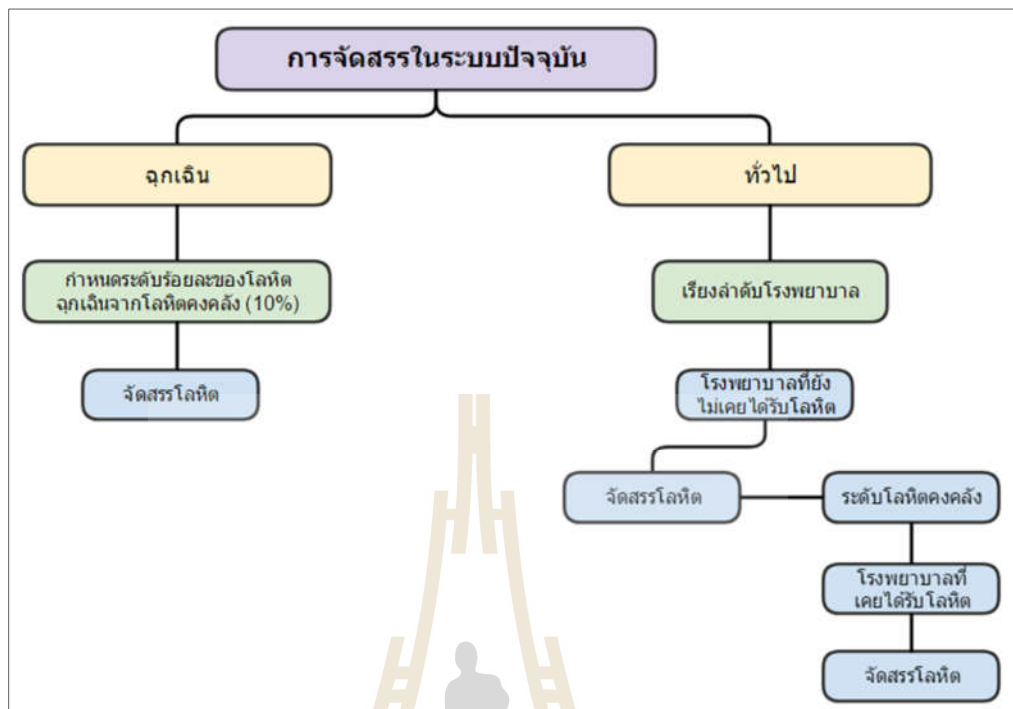 การจัดสรรในระบบปัจจุบัน
ฉุกเฉิน
ทั่วไป
กำหนดระดับร้อยละของโลหิต
ฉุกเฉินจากโลหิตคงคลัง (10%)
เรียงลำดับโรงพยาบาล
จัดสรรโลหิต
โรงพยาบาลที่ยัง
ไม่เคยได้รับโลหิต
จัดสรรโลหิต
ระดับโลหิตคงคลัง
โรงพยาบาลที่
เคยได้รับโลหิต
จัดสรรโลหิต